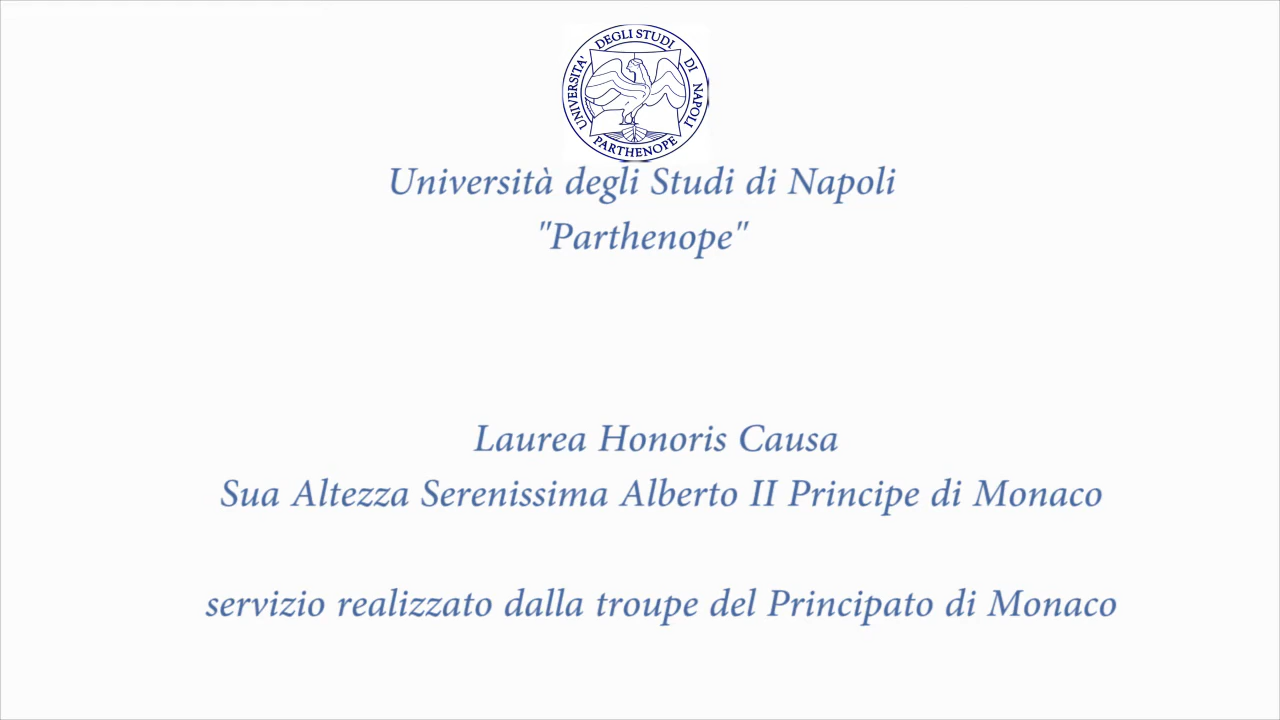 UNIVERSITA' DEGLI STUDI DI NAPOLI
PARTHENOPE
Università degli Studi di Napoli
"Parthenope"
Laurea Honoris Causa
Sua Altezza Serenissima Alberto II Principe di Monaco
servizio realizzato dalla troupe del Principato di Monaco